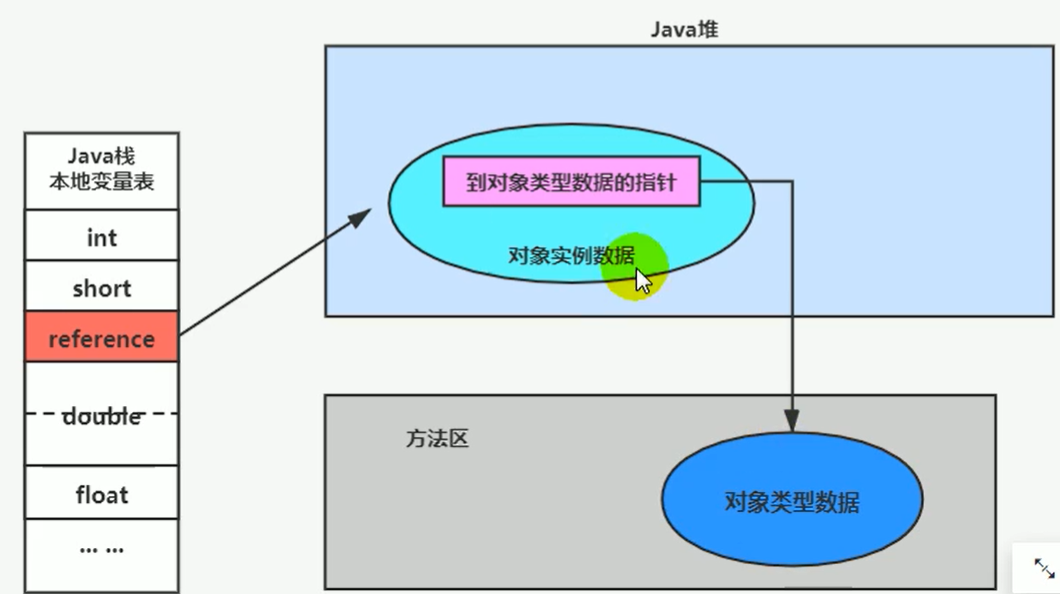 Java堆
Java栈
本地变量表
int
short
reference
double
float
... ...
到对象类型数据的指针
对象实例数据
方法区
对象类型数据